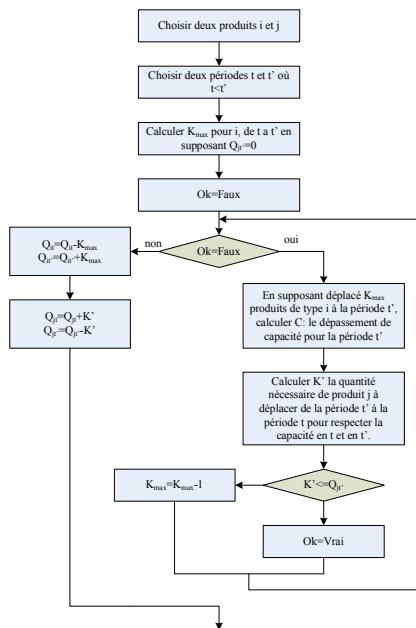 Choisir deux produits i et j
Choisir deux périodes t et t’ où
t<t’
Calculer Kmax pour i, de t a t’ en
supposant Qjt’=0
Ok=Faux
Ok=Faux
non
oui
Qit=Qit-Kmax
Qit’=Qit’+Kmax
Qjt=Qjt+K’
Qjt’=Qjt’-K’
En supposant déplacé Kmax
produits de type i à la période t’,
calculer C: le dépassement de
capacité pour la période t’
Calculer K’ la quantité
nécessaire de produit j à
déplacer de la période t’ à la
période t pour respecter la
capacité en t et en t’.
K’<=Qjt’
Kmax=Kmax-1
Ok=Vrai